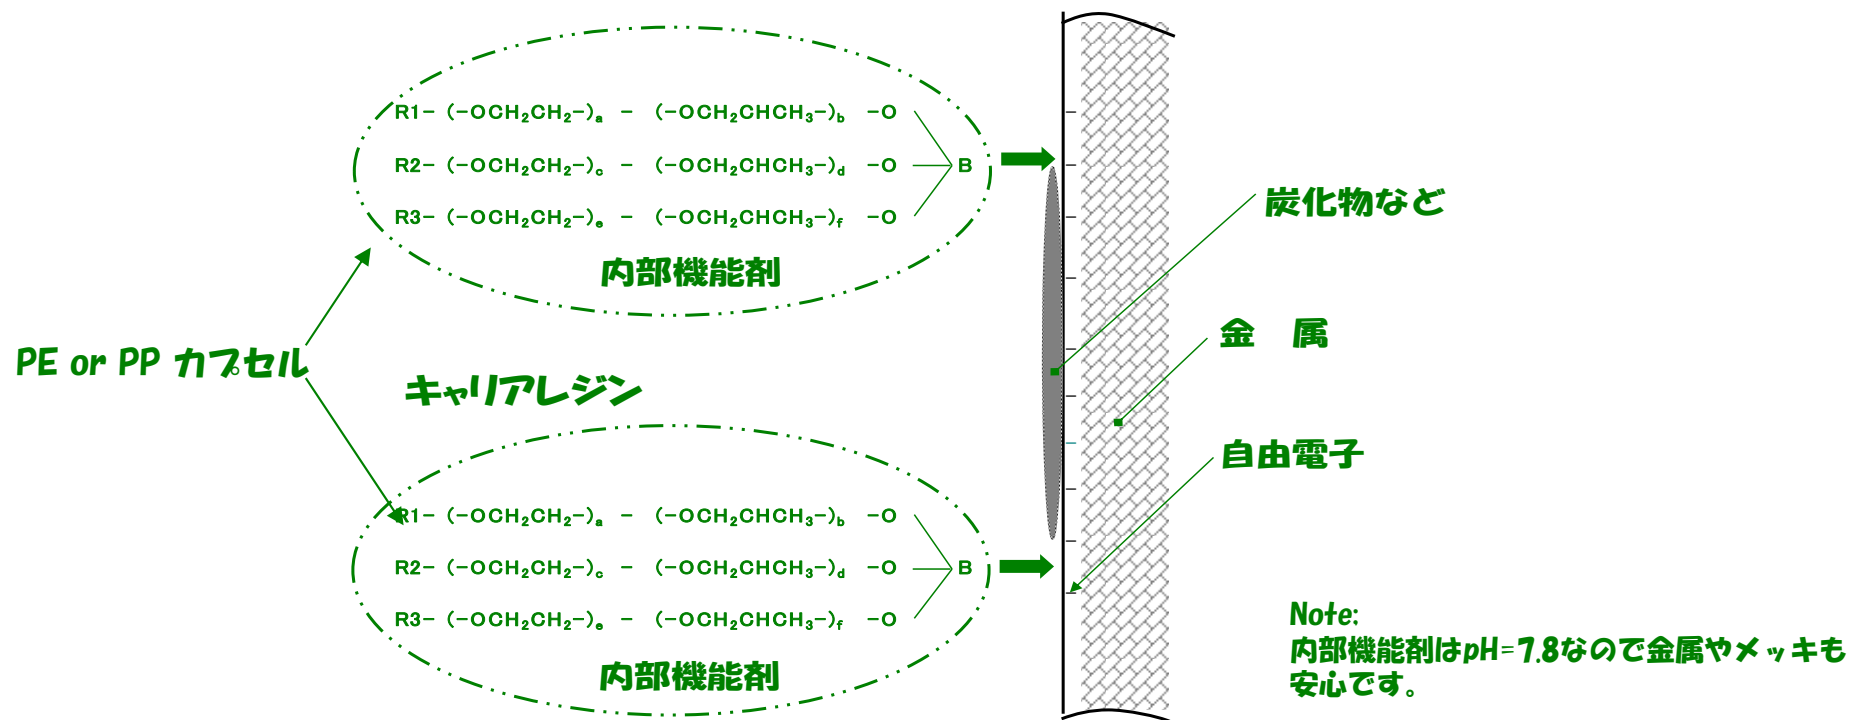 R1-(-OCH₂CH₂-)ₐ - (-OCH₂CHCH₃-)b -O
R2-(-OCH₂CH₂-)c - (-OCH₂CHCH₃-)d -O
B
R3-(-OCH₂CH₂-)e - (-OCH₂CHCH₃-)f -O
内部機能剤
炭化物など
金 属
PE or PP カプセル
キャリアレジン
自由電子
R1-(-OCH₂CH₂-)ₐ - (-OCH₂CHCH₃-)b -O
R2-(-OCH₂CH₂-)c - (-OCH₂CHCH₃-)d -O
B
R3-(-OCH₂CH₂-)e - (-OCH₂CHCH₃-)f -O
内部機能剤
Note:
内部機能剤はpH=7.8なので金属やメッキも
安心です。